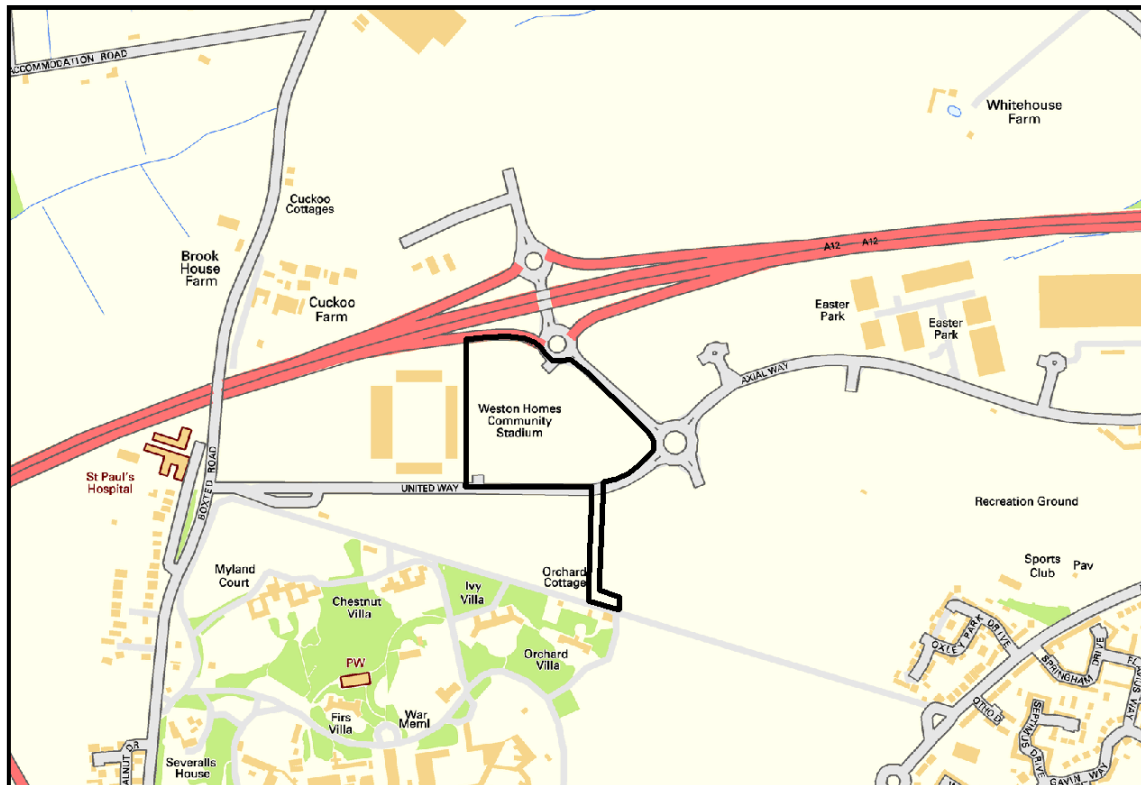 ACCOMMODATION ROAD
Whitehouse
Farm
Cuckoo
Cottages
Brook
House
Farm
Cuckoo
Farm
A12
A12
Easter
Park
Easter
Park
AXIAL WAY
Weston Homes
Community
Stadium
St Paul's
Hospital
BOXTED ROAD
UNITED WAY
Recreation Ground
Myland
Court
Chestnut
Villa
Ivy
Villa
Orchard
Cottage
Sports
Club
Pav
PW
Orchard
Villa
OXLEY PARK DRIVE
SPRINGHAM DRIVE
Firs
Villa
War
Meml
SEPTIMUS DRIVE
GAVIN WAY
Severalls
House